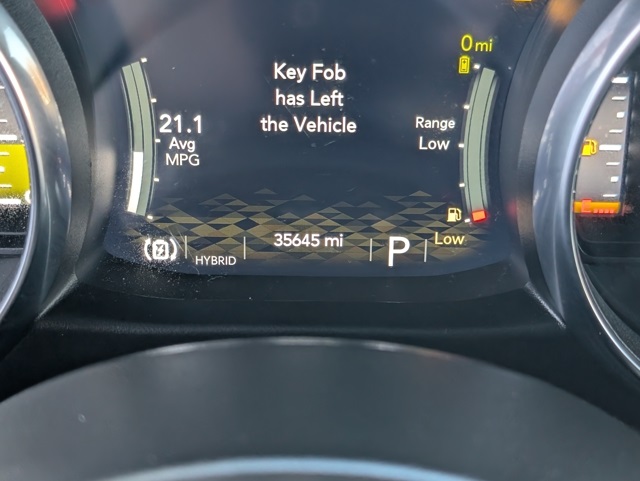 0 mi
Key Fob
has Left
the Vehicle
21.1
Avg
MPG
Range
Low
35645 mi
P
Low
HYBRID